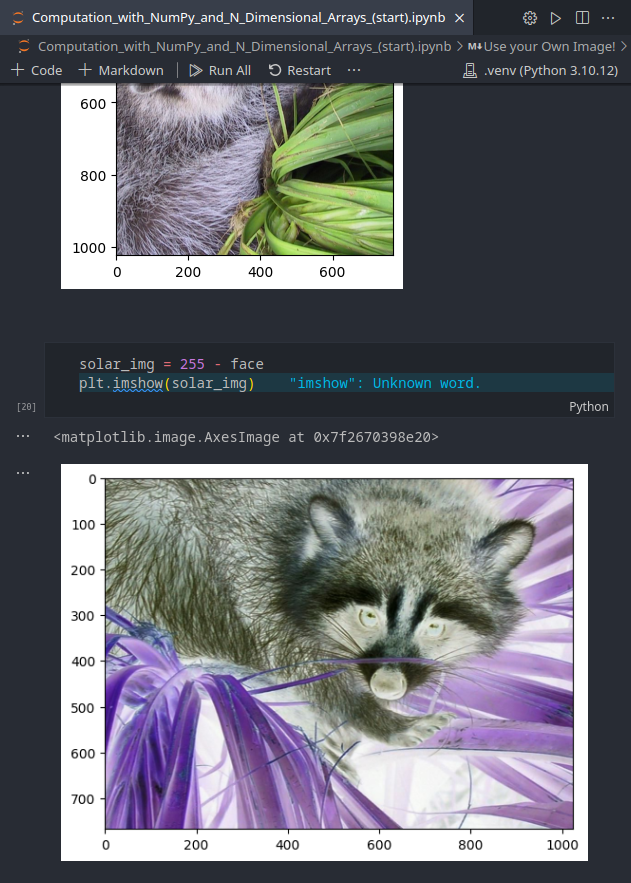 Computation_with_NumPy_and_N_Dimensional_Arrays_(start).ipynb
Computation_with_NumPy_and_N_Dimensional_Arrays_(start).ipynb > M↓ Use your Own Image! >
+ Code + Markdown | Run All Restart ··· .venv (Python 3.10.12)
600
800
1000
0 200 400 600
solar_img = 255 - face
plt.imshow(solar_img) "imshow": Unknown word.
[20]
Python
<matplotlib.image.AxesImage at 0x7f2670398e20>
0
100
200
300
400
500
600
700
0 200 400 600 800 1000